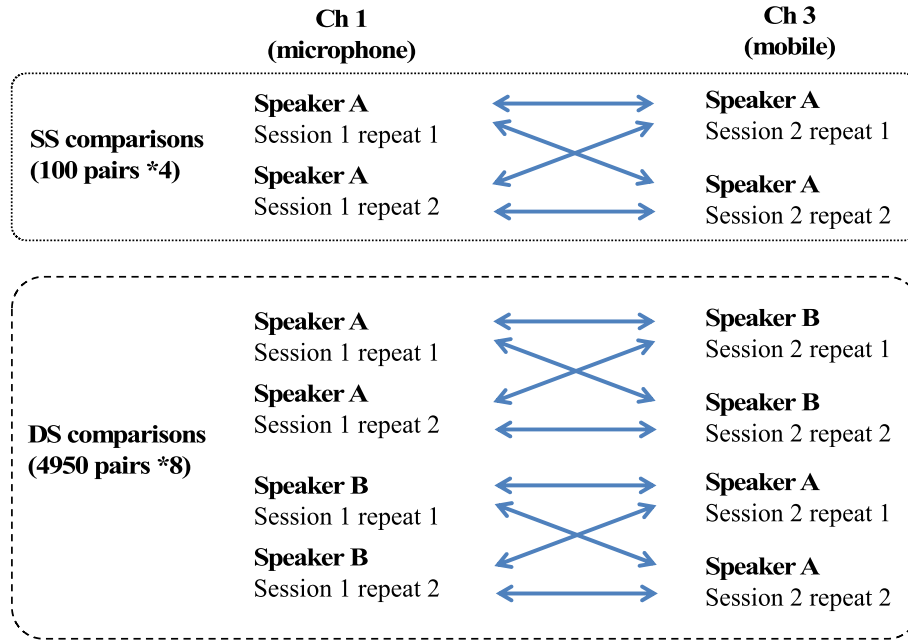 Ch 1
(microphone)
Ch 3
(mobile)
SS comparisons
(100 pairs *4)
Speaker A
Session 1 repeat 1
Speaker A
Session 1 repeat 2
Speaker A
Session 2 repeat 1
Speaker A
Session 2 repeat 2
DS comparisons
(4950 pairs *8)
Speaker A
Session 1 repeat 1
Speaker A
Session 1 repeat 2
Speaker B
Session 1 repeat 1
Speaker B
Session 1 repeat 2
Speaker B
Session 2 repeat 1
Speaker B
Session 2 repeat 2
Speaker A
Session 2 repeat 1
Speaker A
Session 2 repeat 2